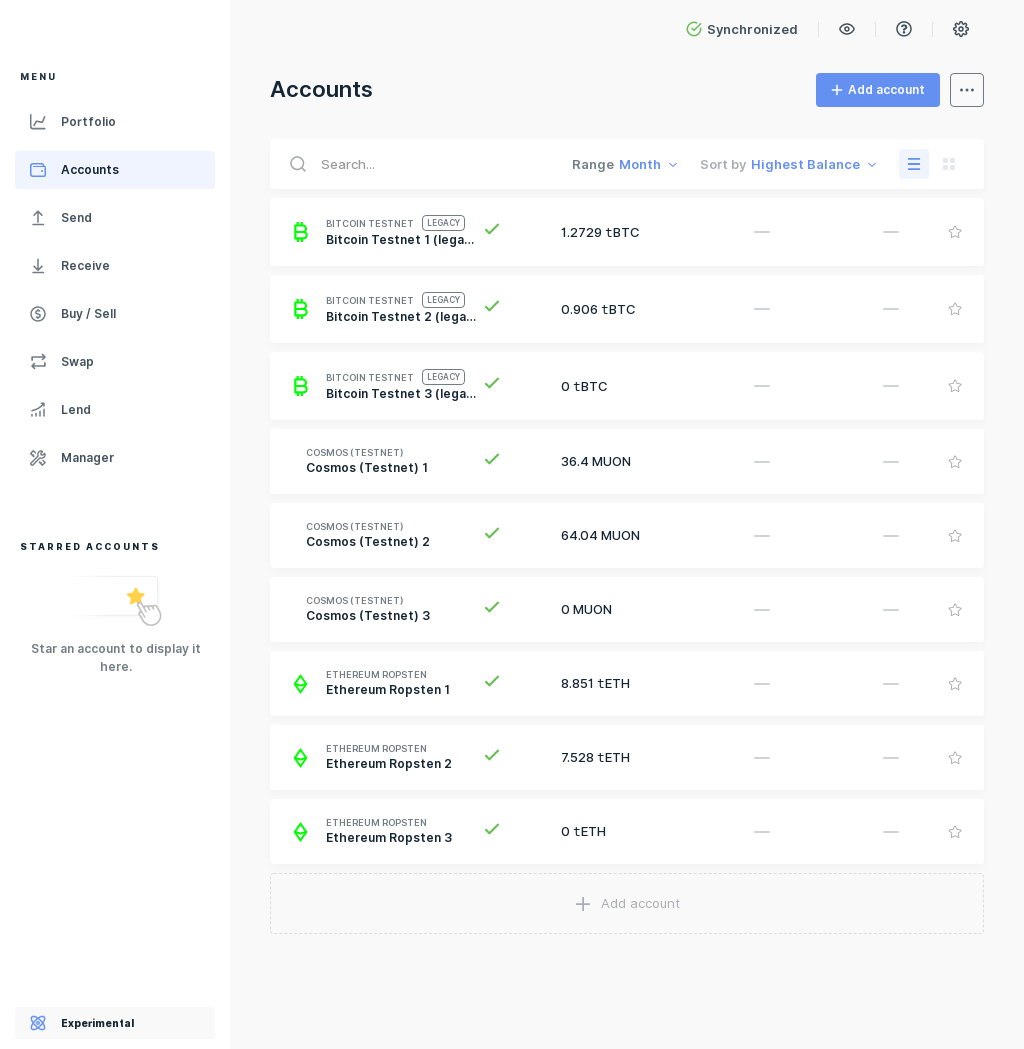 Synchronized
MENU
Portfolio
Accounts
Send
Receive
Buy / Sell
Swap
Lend
Manager
STARRED ACCOUNTS
Star an account to display it
here.
Experimental
Accounts
Add account
Search...
Range Month
Sort by Highest Balance
BITCOIN TESTNET LEGACY
Bitcoin Testnet 1 (lega...
1.2729 tBTC
BITCOIN TESTNET LEGACY
Bitcoin Testnet 2 (lega...
0.906 tBTC
BITCOIN TESTNET LEGACY
Bitcoin Testnet 3 (lega...
0 tBTC
COSMOS (TESTNET)
Cosmos (Testnet) 1
36.4 MUON
COSMOS (TESTNET)
Cosmos (Testnet) 2
64.04 MUON
COSMOS (TESTNET)
Cosmos (Testnet) 3
0 MUON
ETHEREUM ROPSTEN
Ethereum Ropsten 1
8.851 tETH
ETHEREUM ROPSTEN
Ethereum Ropsten 2
7.528 tETH
ETHEREUM ROPSTEN
Ethereum Ropsten 3
0 tETH
Add account